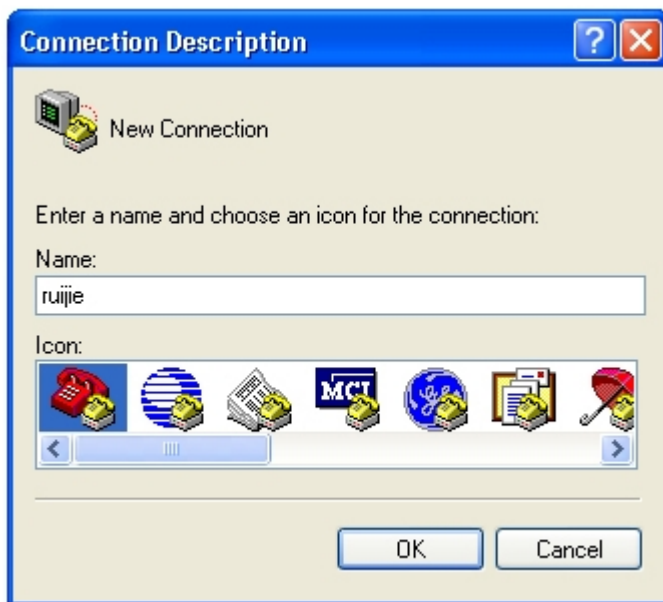 Connection Description
New Connection
Enter a name and choose an icon for the connection:
Name:
ruijie
Icon:
MCI
OK Cancel